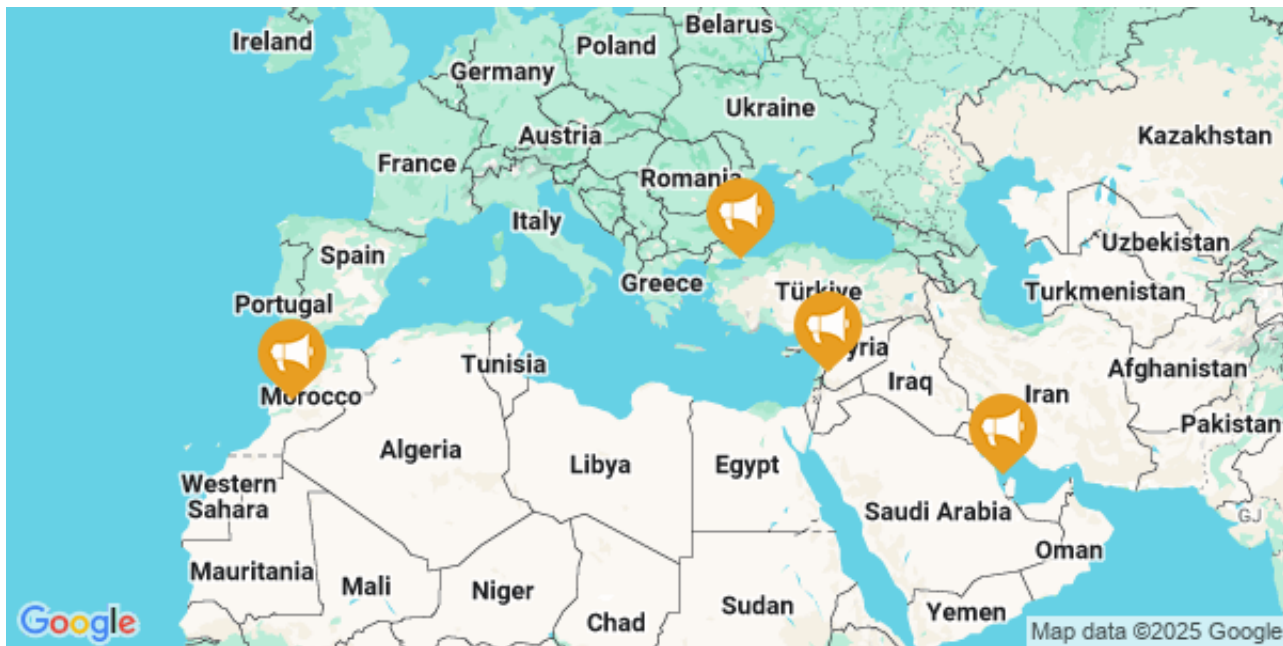 Ireland
Belarus
Poland
Germany
Ukraine
Austria
Kazakhstan
France
Romania
Italy
Uzbekistan
Spain
Greece
Türkiye
Turkmenistan
Portugal
Tunisia
yria
Afghanistan
Iraq
Iran
Morocco
Pakistan
Algeria
Libya
Egypt
Western
Sahara
Saudi Arabia
GJ
Oman
Mauritania
Mali
Niger
Sudan
Yemen
Chad
Google
Map data ©2025 Google